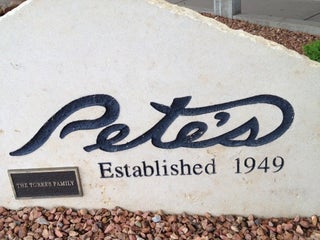 Pete's
Established 1949
THE TORRES FAMILY